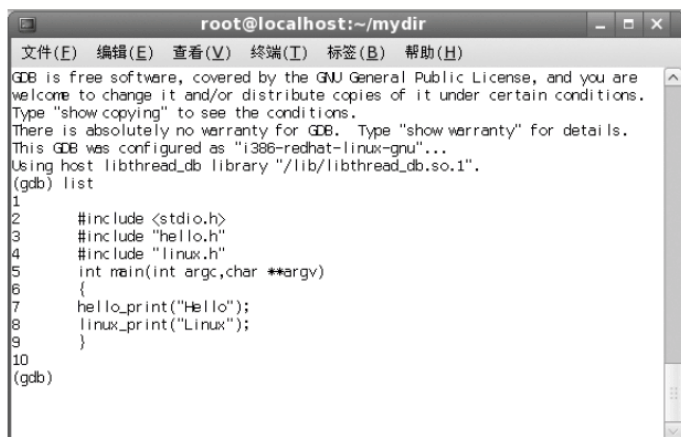 root@localhost:~/mydir
文件(F) 编辑(E) 查看(V) 终端(T) 标签(B) 帮助(H)
GDB is free software, covered by the GNU General Public License, and you are
welcome to change it and/or distribute copies of it under certain conditions.
Type "show copying" to see the conditions.
There is absolutely no warranty for GDB.  Type "show warranty" for details.
This GDB was configured as "i386-redhat-linux-gnu"...
Using host libthread_db library "/lib/libthread_db.so.1".
(gdb) list
1
2       #include <stdio.h>
3       #include "hello.h"
4       #include "linux.h"
5       int main(int argc,char **argv)
6       {
7       hello_print("Hello");
8       linux_print("Linux");
9       }
10
(gdb)